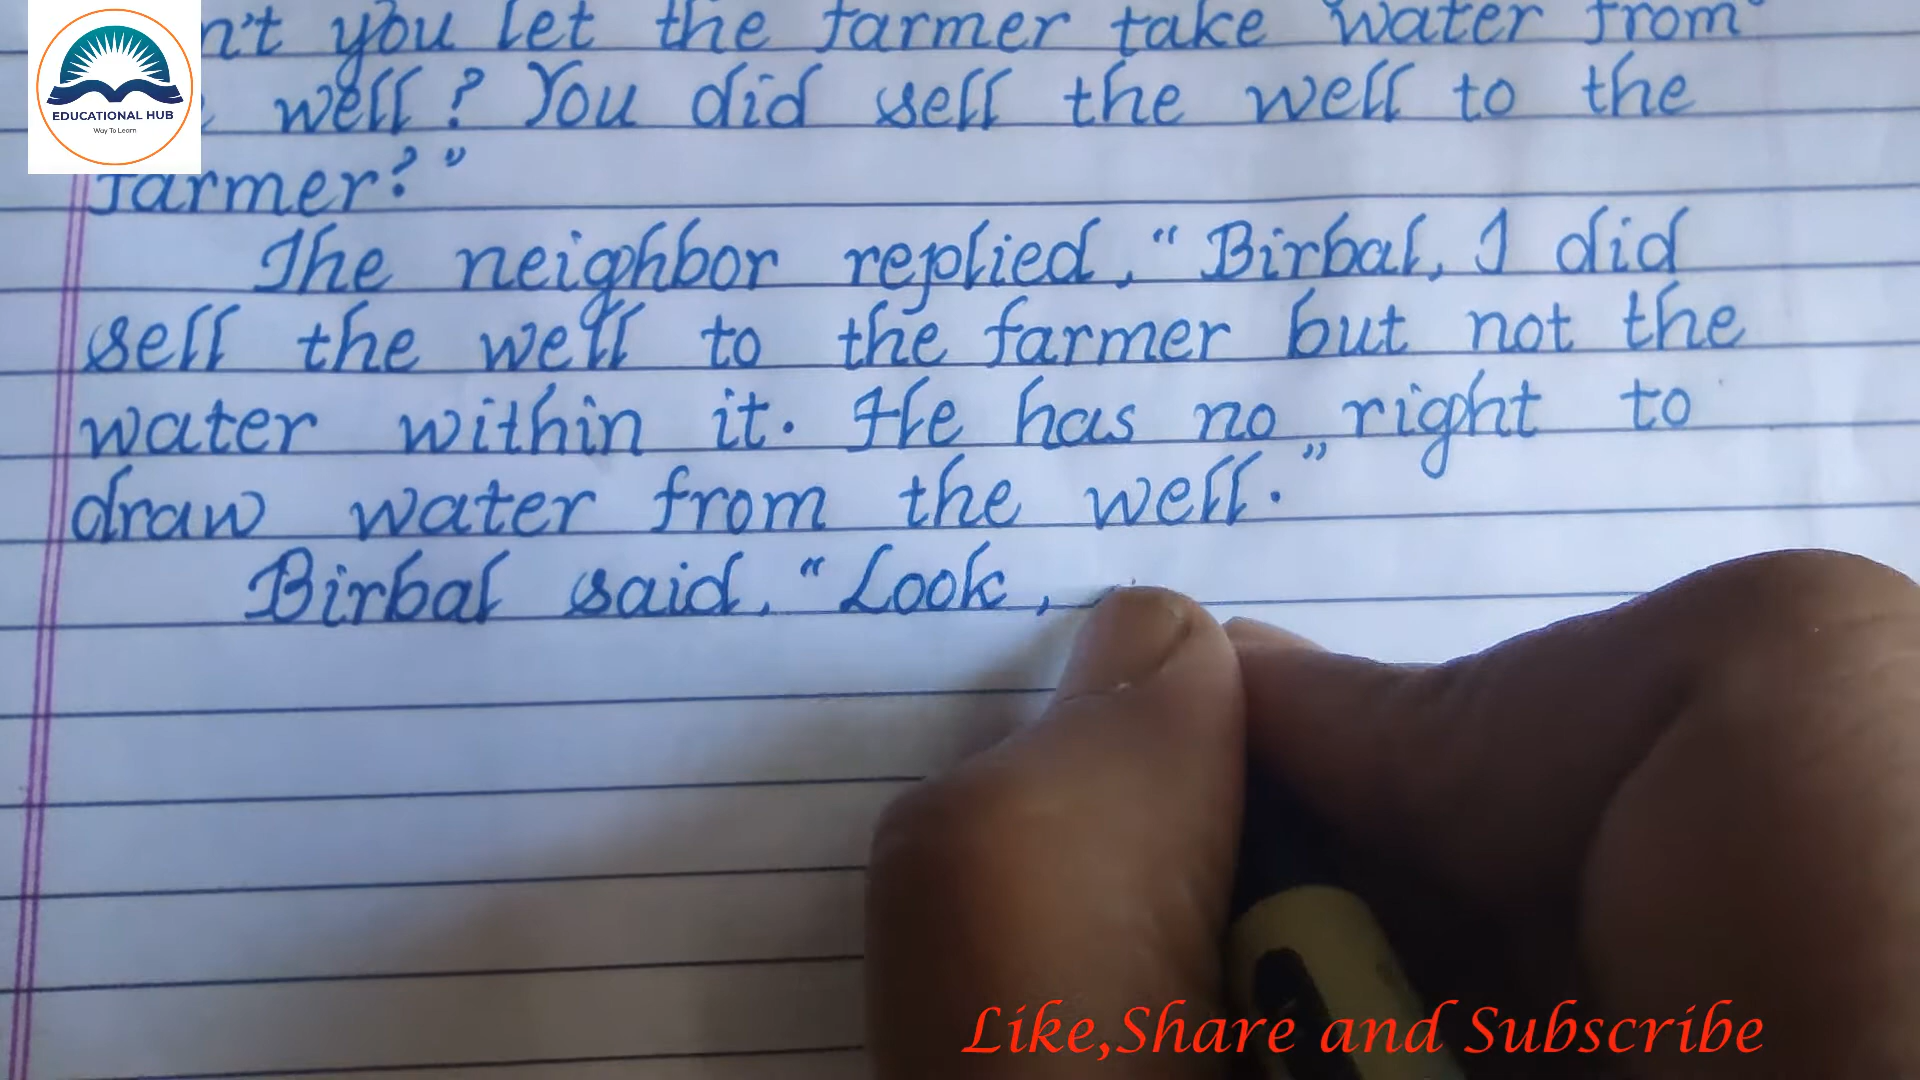 n't you let the farmer take water from
well? You did sell the well to the
farmer?"
The neighbor replied, "Birbal, I did
sell the well to the farmer but not the
water within it. He has no right to
draw water from the well."
Birbal said, "Look,
EDUCATIONAL HUB
Way To Learn
Like,Share and Subscribe